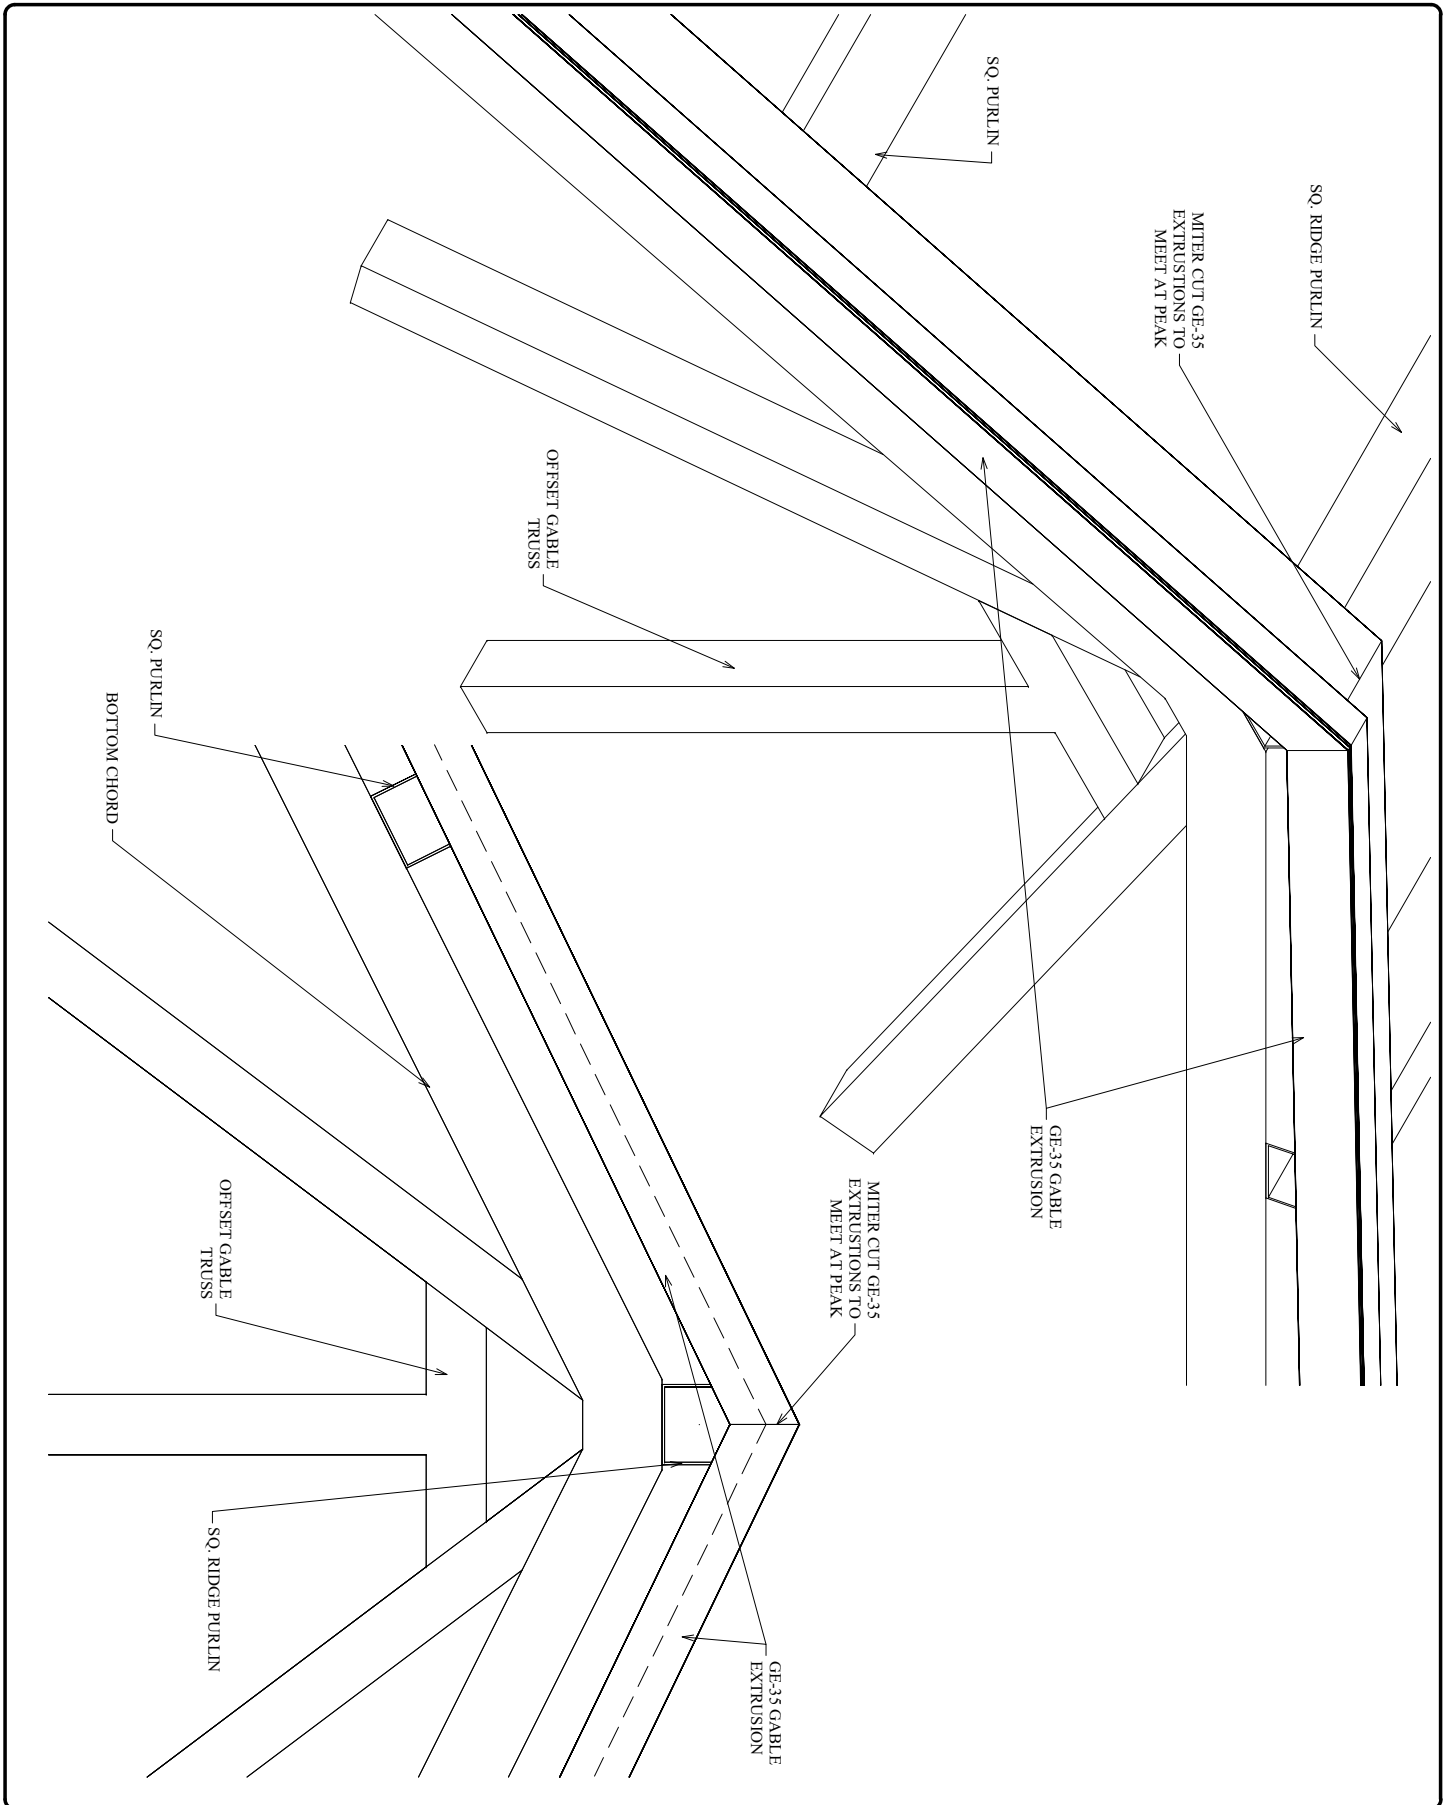 SQ. RIDGE PURLIN
MITER CUT GE-35
EXTRUSTIONS TO
MEET AT PEAK
SQ. PURLIN
GE-35 GABLE
EXTRUSION
OFFSET GABLE
TRUSS
MITER CUT GE-35
EXTRUSTIONS TO
MEET AT PEAK
GE-35 GABLE
EXTRUSION
SQ. PURLIN
BOTTOM CHORD
OFFSET GABLE
TRUSS
SQ. RIDGE PURLIN